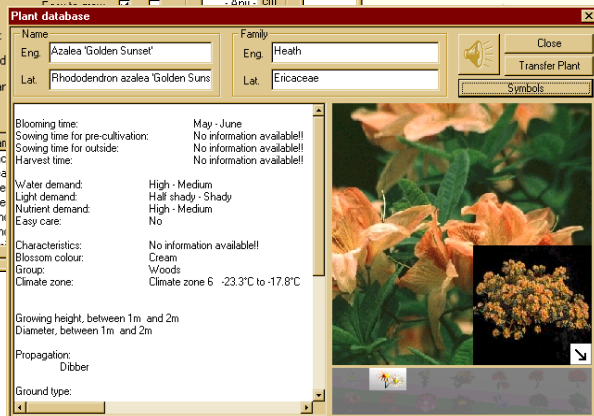 - Any -
Plant database
Name
Eng. Azalea 'Golden Sunset'
Lat. Rhododendron azalea 'Golden Suns
Family
Eng. Heath
Lat. Ericaceae
Close
Transfer Plant
Symbols
Blooming time: May - June
Sowing time for pre-cultivation: No information available!!
Sowing time for outside: No information available!!
Harvest time: No information available!!
Water demand: High - Medium
Light demand: Half shady - Shady
Nutrient demand: High - Medium
Easy care: No
Characteristics: No information available!!
Blossom colour: Cream
Group: Woods
Climate zone: Climate zone 6 -23.3°C to -17.8°C
Growing height, between 1m and 2m
Diameter, between 1m and 2m
Propagation:
Dibber
Ground type: